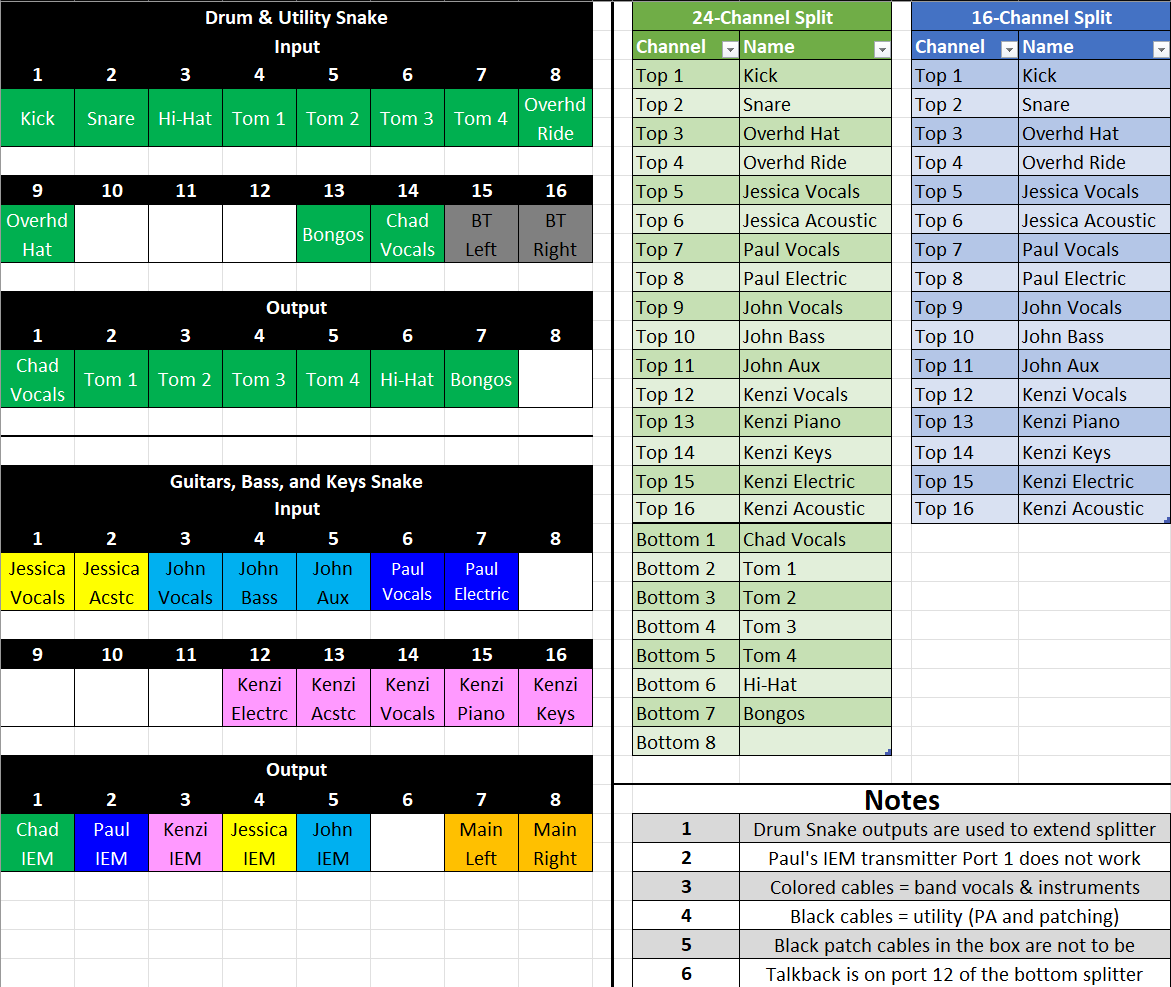 Drum & Utility Snake
Input
1 2 3 4 5 6 7 8
Kick Snare Hi-Hat Tom 1 Tom 2 Tom 3 Tom 4 Overhd Ride
9 10 11 12 13 14 15 16
Overhd Hat Bongos Chad Vocals BT Left BT Right
Output
1 2 3 4 5 6 7 8
Chad Vocals Tom 1 Tom 2 Tom 3 Tom 4 Hi-Hat Bongos
Guitars, Bass, and Keys Snake
Input
1 2 3 4 5 6 7 8
Jessica Vocals Jessica Acstc John Vocals John Bass John Aux Paul Vocals Paul Electric
9 10 11 12 13 14 15 16
Kenzi Electrc Kenzi Acstc Kenzi Vocals Kenzi Piano Kenzi Keys
Output
1 2 3 4 5 6 7 8
Chad IEM Paul IEM Kenzi IEM Jessica IEM John IEM Main Left Main Right
24-Channel Split
Channel Name
Top 1 Kick
Top 2 Snare
Top 3 Overhd Hat
Top 4 Overhd Ride
Top 5 Jessica Vocals
Top 6 Jessica Acoustic
Top 7 Paul Vocals
Top 8 Paul Electric
Top 9 John Vocals
Top 10 John Bass
Top 11 John Aux
Top 12 Kenzi Vocals
Top 13 Kenzi Piano
Top 14 Kenzi Keys
Top 15 Kenzi Electric
Top 16 Kenzi Acoustic
Bottom 1 Chad Vocals
Bottom 2 Tom 1
Bottom 3 Tom 2
Bottom 4 Tom 3
Bottom 5 Tom 4
Bottom 6 Hi-Hat
Bottom 7 Bongos
Bottom 8
16-Channel Split
Channel Name
Top 1 Kick
Top 2 Snare
Top 3 Overhd Hat
Top 4 Overhd Ride
Top 5 Jessica Vocals
Top 6 Jessica Acoustic
Top 7 Paul Vocals
Top 8 Paul Electric
Top 9 John Vocals
Top 10 John Bass
Top 11 John Aux
Top 12 Kenzi Vocals
Top 13 Kenzi Piano
Top 14 Kenzi Keys
Top 15 Kenzi Electric
Top 16 Kenzi Acoustic
Notes
1 Drum Snake outputs are used to extend splitter
2 Paul's IEM transmitter Port 1 does not work
3 Colored cables = band vocals & instruments
4 Black cables = utility (PA and patching)
5 Black patch cables in the box are not to be
6 Talkback is on port 12 of the bottom splitter